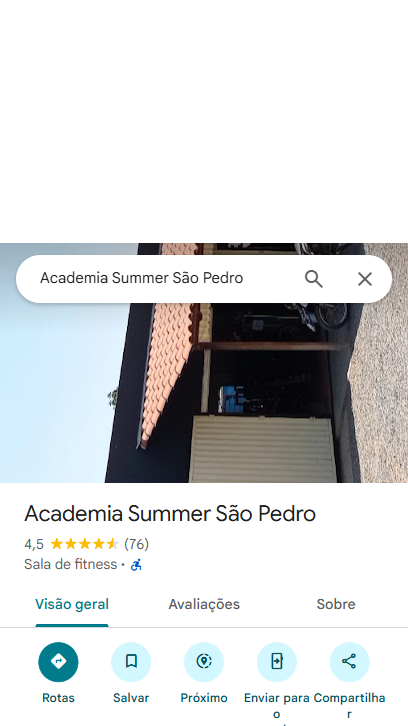 Academia Summer São Pedro
Academia Summer São Pedro
4,5 (76)
Sala de fitness ·
Visão geral Avaliações Sobre
Rotas Salvar Próximo Enviar para o Compartilhar